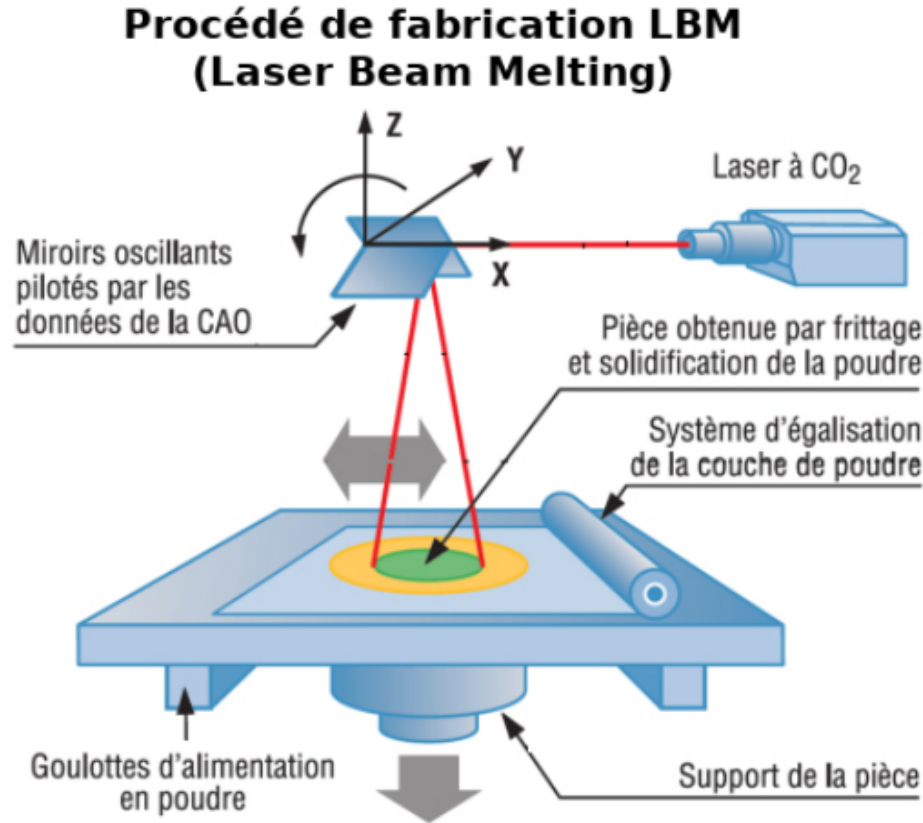 Procédé de fabrication LBM
(Laser Beam Melting)
Z
Y
X
Laser à CO₂
Miroirs oscillants
pilotés par les
données de la CAO
Pièce obtenue par frittage
et solidification de la poudre
Système d'égalisation
de la couche de poudre
Goulottes d'alimentation
en poudre
Support de la pièce